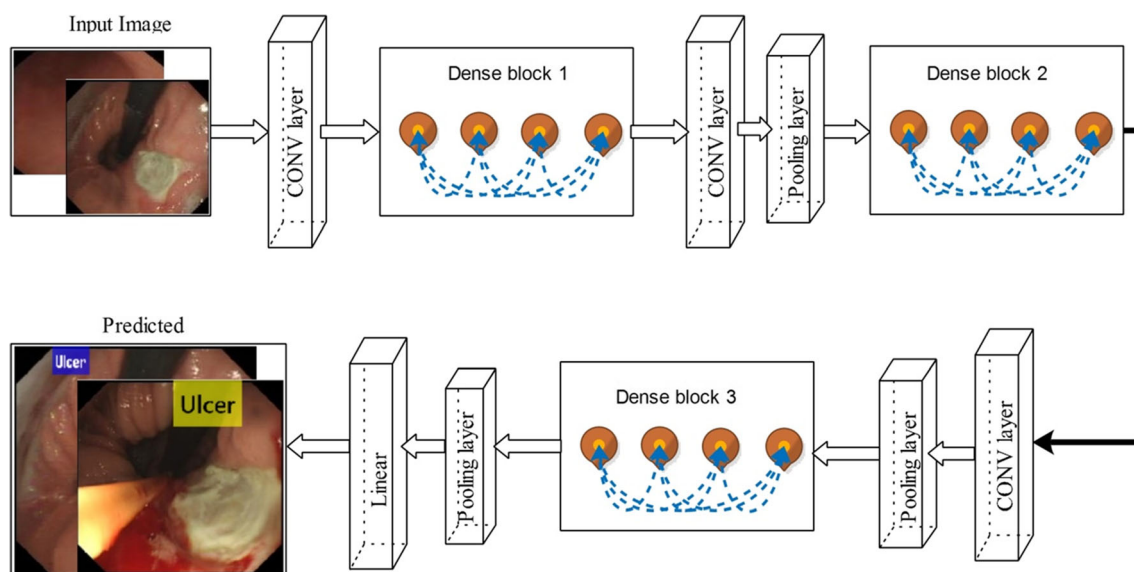 Input Image
CONV layer
Dense block 1
CONV layer
Pooling layer
Dense block 2
Predicted
Ulcer
Ulcer
Linear
Pooling layer
Dense block 3
Pooling layer
CONV layer